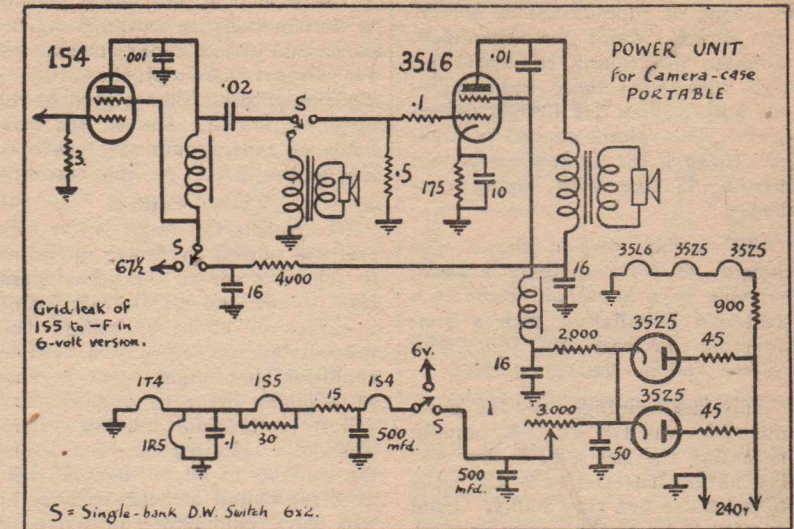 POWER UNIT
for Camera-case
PORTABLE
1S4
.001
.02
S
3
35L6
.01
.1
.5
175
10
S
67½
16
4000
16
35L6 35Z5 35Z5
900
Grid leak of
1S5 to -F in
6-volt version.
16
2,000
35Z5
45
35Z5
45
6v.
1T4
1S5
15
1S4
S
3.000
1R5
.1
30
500
mfd.
500
mfd.
50
240v
S = Single-bank D.W. Switch 6x2.